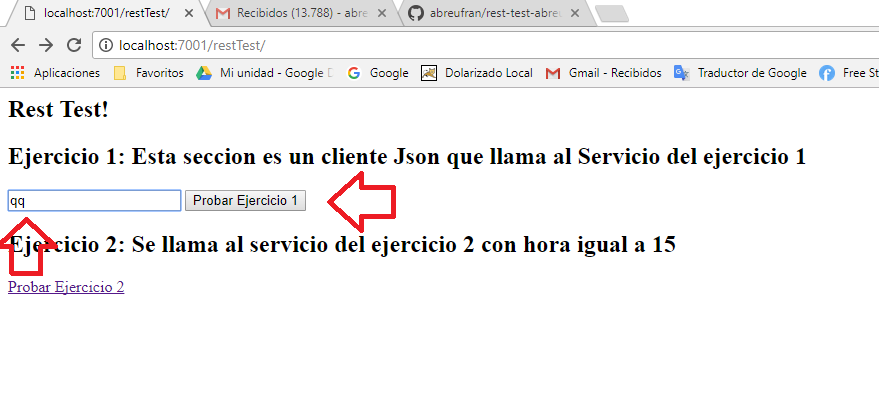 localhost:7001/restTest/
Recibidos (13.788) - abre
abreufran/rest-test-abreu
localhost:7001/restTest/
Aplicaciones Favoritos Mi unidad - Google D Google Dolarizado Local Gmail - Recibidos Traductor de Google Free St
Rest Test!
Ejercicio 1: Esta seccion es un cliente Json que llama al Servicio del ejercicio 1
qq Probar Ejercicio 1
Ejercicio 2: Se llama al servicio del ejercicio 2 con hora igual a 15
Probar Ejercicio 2